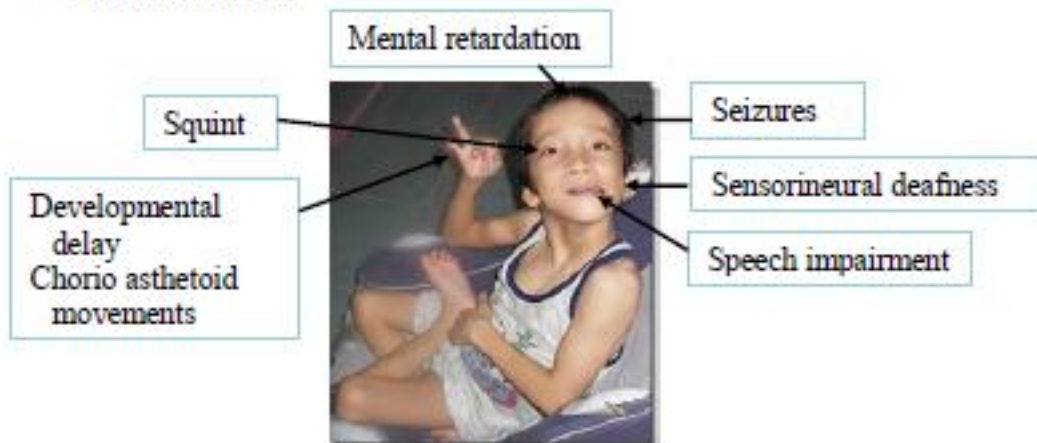 Mental retardation
Squint
Seizures
Developmental
delay
Chorio asthetoid
movements
Sensorineural deafness
Speech impairment